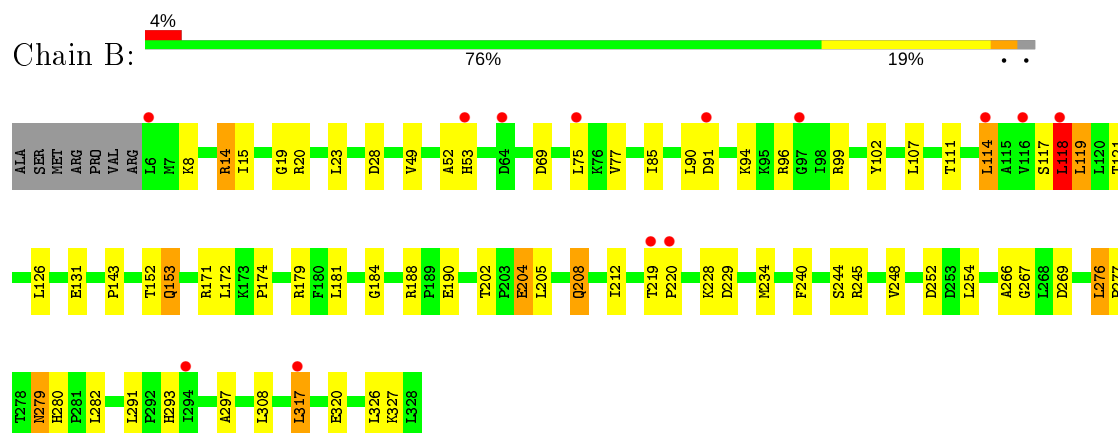 4%
Chain B:
76% 19% • •
ALA SER MET ARG PRO VAL ARG L6 M7 K8 R14 I15 G19 R20 L23 D28 V49 A52 H53 D64 D69 L75 K76 V77 I85 L90 D91 K94 K95 R96 G97 I98 R99 Y102 L107 T111 L114 A115 V116 S117 L118 L119 L120 T121
L126 E131 P143 T152 Q153 R171 L172 K173 P174 R179 F180 L181 G184 R188 P189 E190 T202 P203 E204 L205 Q208 I212 T219 P220 K228 D229 M234 F240 S244 R245 V248 D252 D253 L254 A266 G267 L268 D269 L276
T278 N279 H280 P281 L282 L291 P292 H293 I294 A297 L308 L317 E320 L326 K327 L328